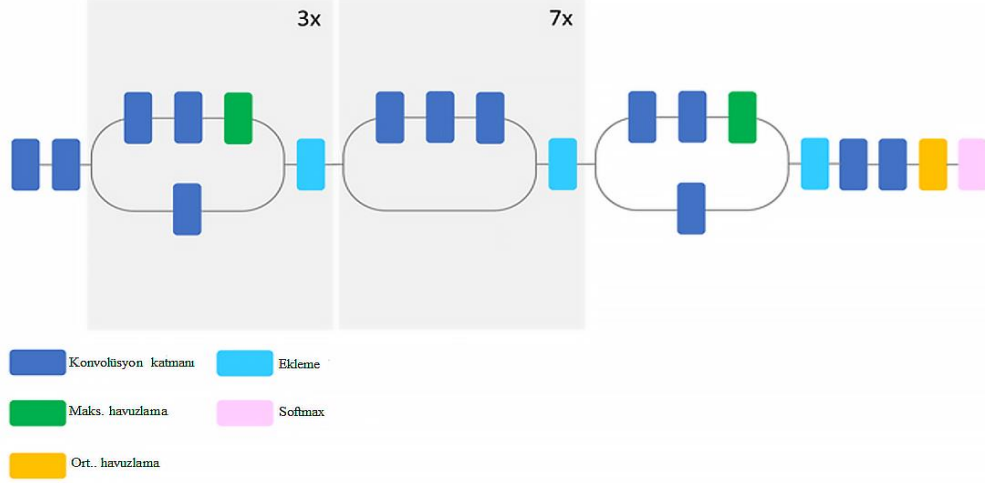 3x
7x
Konvolüsyon katmanı
Ekleme
Maks. havuzlama
Softmax
Ort.. havuzlama